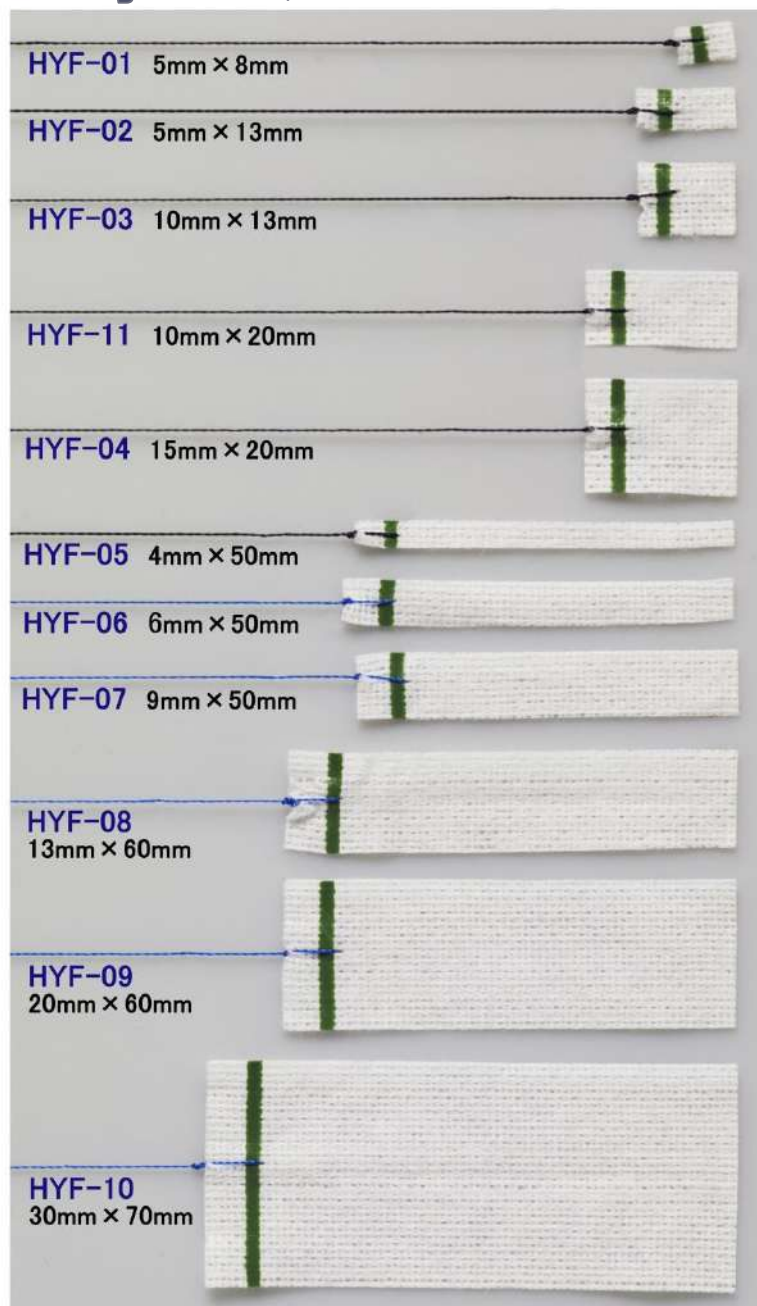 HYF-01 5mm×8mm
HYF-02 5mm×13mm
HYF-03 10mm×13mm
HYF-11 10mm×20mm
HYF-04 15mm×20mm
HYF-05 4mm×50mm
HYF-06 6mm×50mm
HYF-07 9mm×50mm
HYF-08
13mm×60mm
HYF-09
20mm×60mm
HYF-10
30mm×70mm